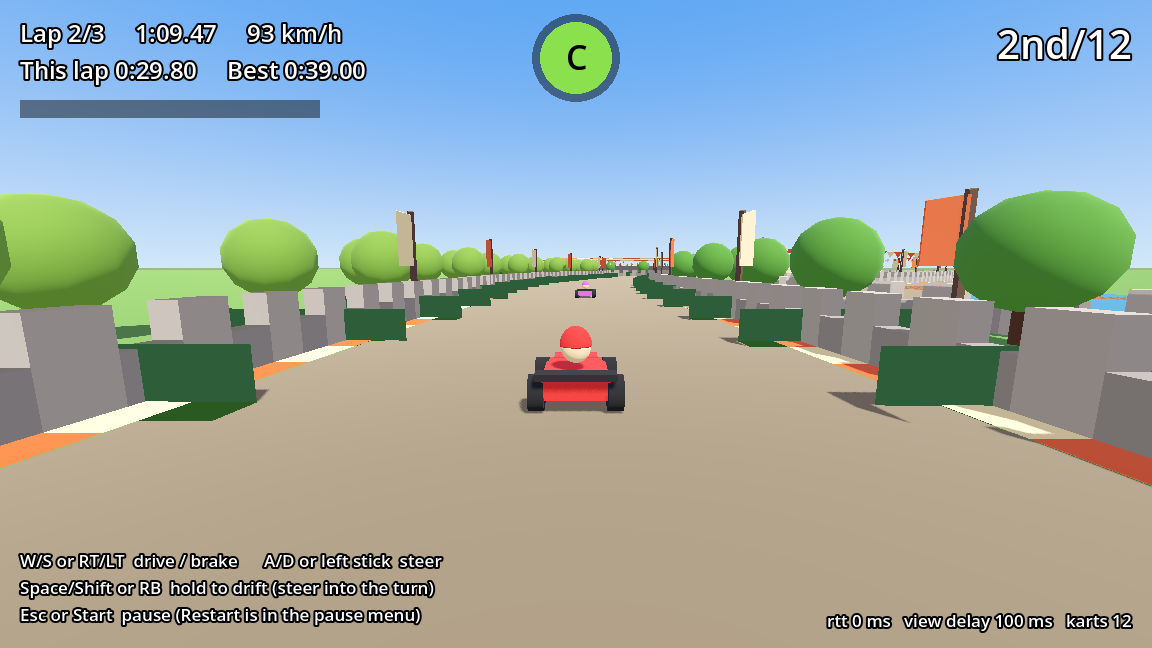 Lap 2/3 1:09.47 93 km/h
This lap 0:29.80 Best 0:39.00
C
2nd/12
W/S or RT/LT drive / brake A/D or left stick steer
Space/Shift or RB hold to drift (steer into the turn)
Esc or Start pause (Restart is in the pause menu)
rtt 0 ms view delay 100 ms karts 12